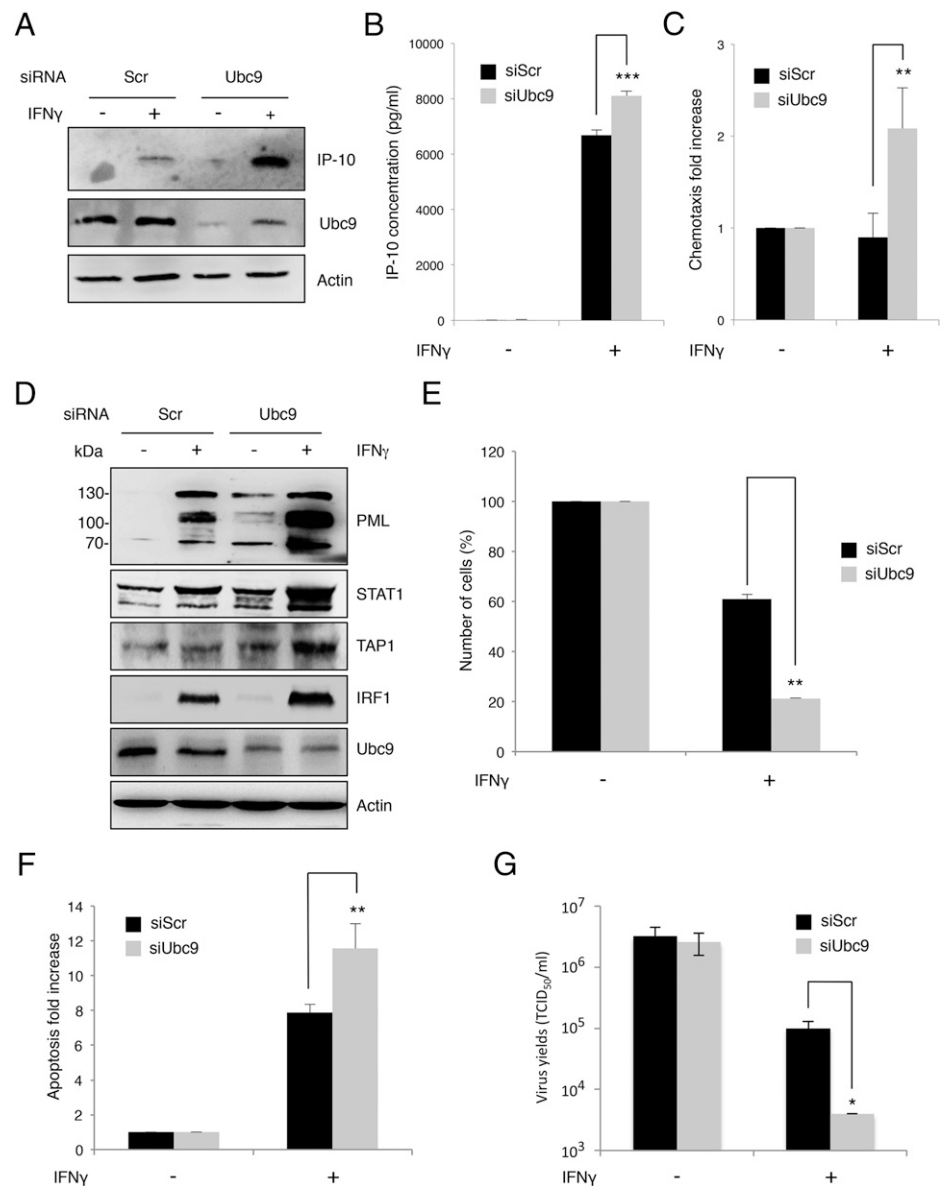 A
siRNA Scr Ubc9
IFNγ - + - +
IP-10
Ubc9
Actin
B
IP-10 concentration (pg/ml)
10000
8000
6000
4000
2000
0
siScr
siUbc9
***
IFNγ - +
C
Chemotaxis fold increase
3
2
1
0
siScr
siUbc9
**
IFNγ - +
D
siRNA Scr Ubc9
kDa - + - + IFNγ
130-
100-
70-
PML
STAT1
TAP1
IRF1
Ubc9
Actin
E
Number of cells (%)
120
100
80
60
40
20
0
siScr
siUbc9
**
IFNγ - +
F
Apoptosis fold increase
14
12
10
8
6
4
2
0
siScr
siUbc9
**
IFNγ - +
G
Virus yields (TCID₅₀/ml)
10⁷
10⁶
10⁵
10⁴
10³
siScr
siUbc9
*
IFNγ - +